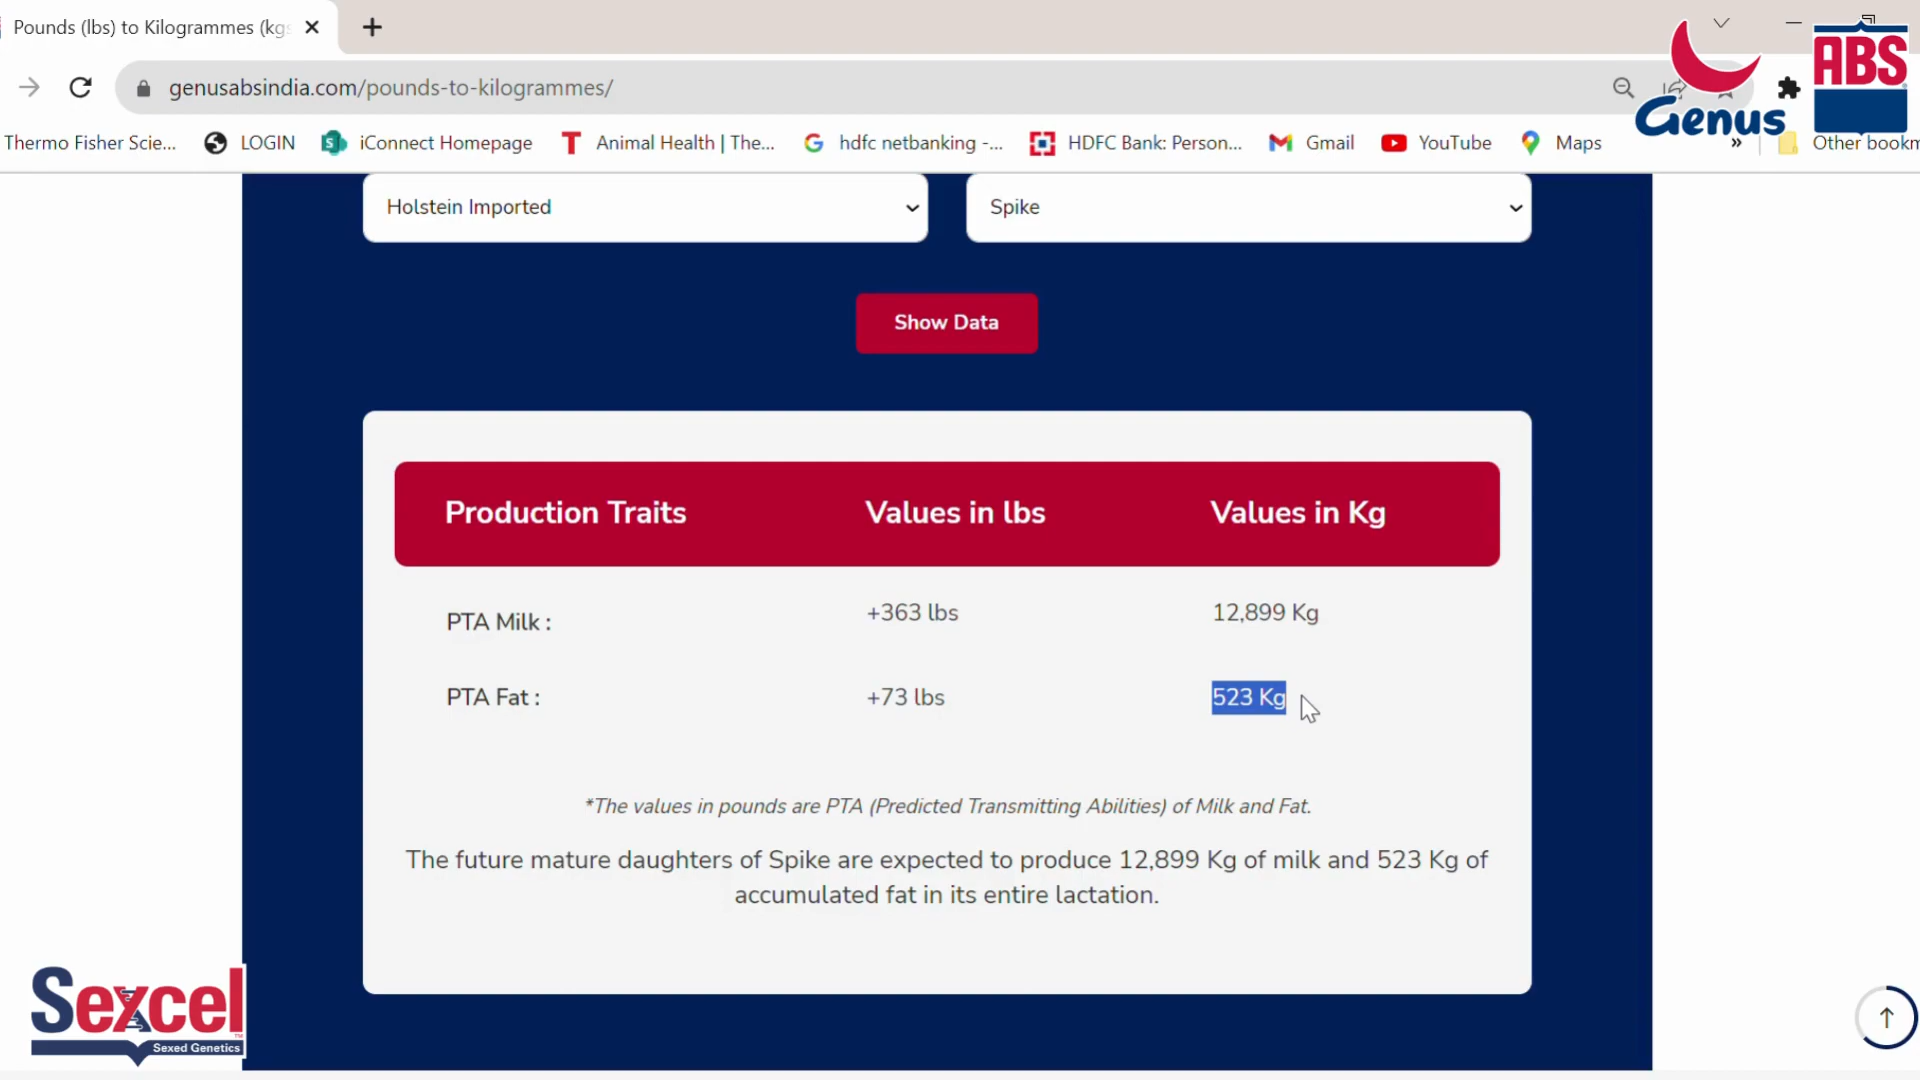 Pounds (lbs) to Kilogrammes (kgs
genusabsindia.com/pounds-to-kilogrammes/
Genus
ABS
Thermo Fisher Scie... LOGIN iConnect Homepage Animal Health | The... hdfc netbanking -... HDFC Bank: Person... Gmail YouTube Maps » Other bookm
Holstein Imported Spike
Show Data
Production Traits Values in lbs Values in Kg
PTA Milk : +363 lbs 12,899 Kg
PTA Fat : +73 lbs 523 Kg
*The values in pounds are PTA (Predicted Transmitting Abilities) of Milk and Fat.
The future mature daughters of Spike are expected to produce 12,899 Kg of milk and 523 Kg of
accumulated fat in its entire lactation.
Sexcel™
Sexed Genetics